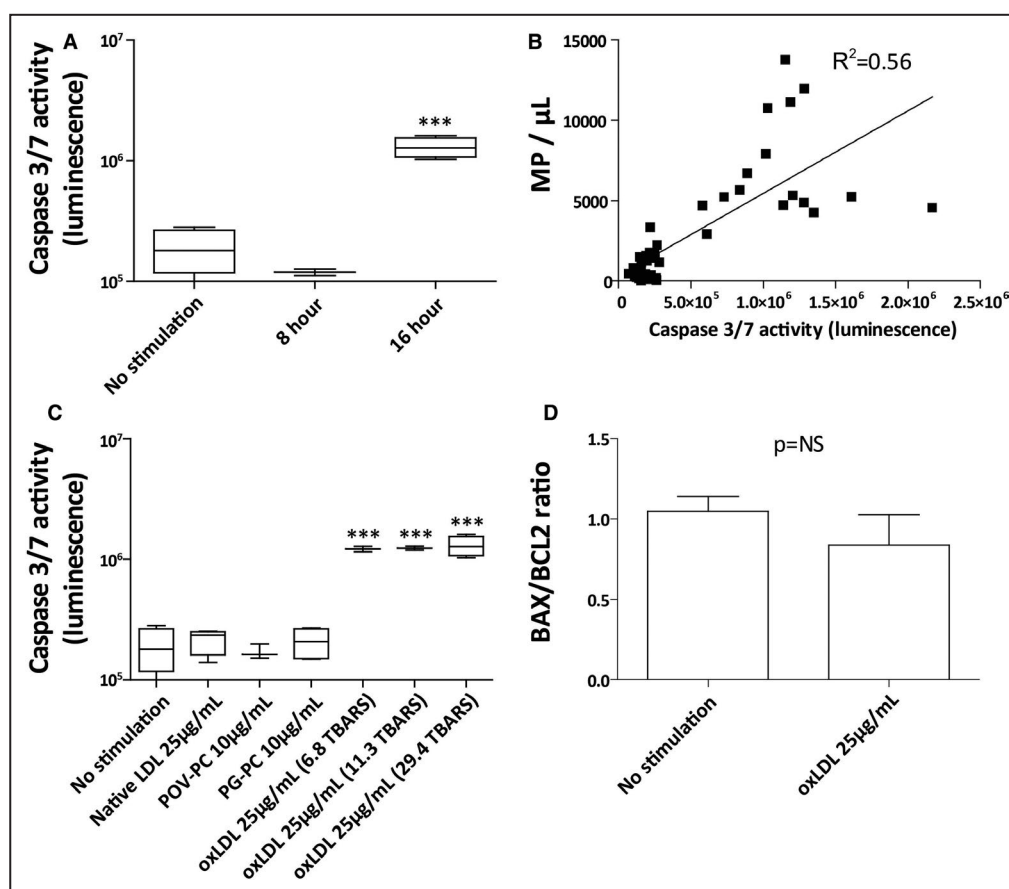 A
Caspase 3/7 activity
(luminescence)
10⁷
10⁶
10⁵
***
No stimulation
8 hour
16 hour
B
MP / µL
15000
10000
5000
0
R²=0.56
0
5.0×10⁵
1.0×10⁶
1.5×10⁶
2.0×10⁶
2.5×10⁶
Caspase 3/7 activity (luminescence)
C
Caspase 3/7 activity
(luminescence)
10⁷
10⁶
10⁵
***
***
***
No stimulation
Native LDL 25µg/mL
POV-PC 10µg/mL
PG-PC 10µg/mL
oxLDL 25µg/mL (6.8 TBARS)
oxLDL 25µg/mL (11.3 TBARS)
oxLDL 25µg/mL (29.4 TBARS)
D
BAX/BCL2 ratio
1.5
1.0
0.5
0.0
p=NS
No stimulation
oxLDL 25µg/mL